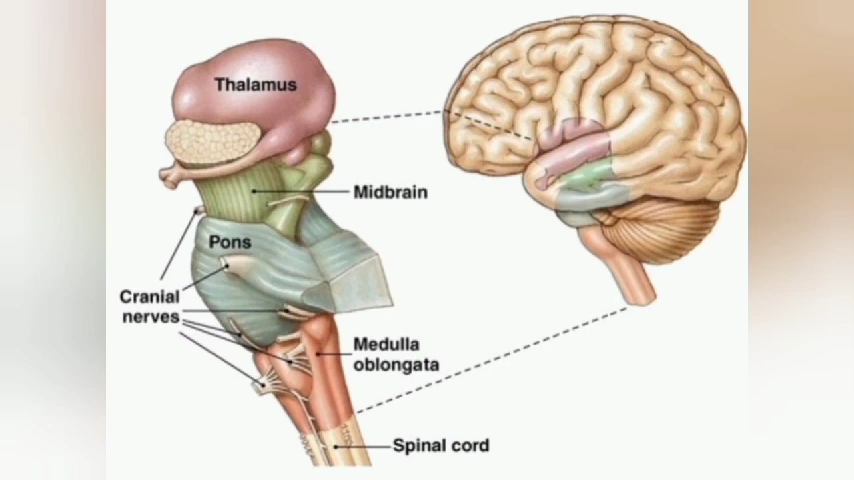 Thalamus
Midbrain
Pons
Cranial
nerves
Medulla
oblongata
Spinal cord